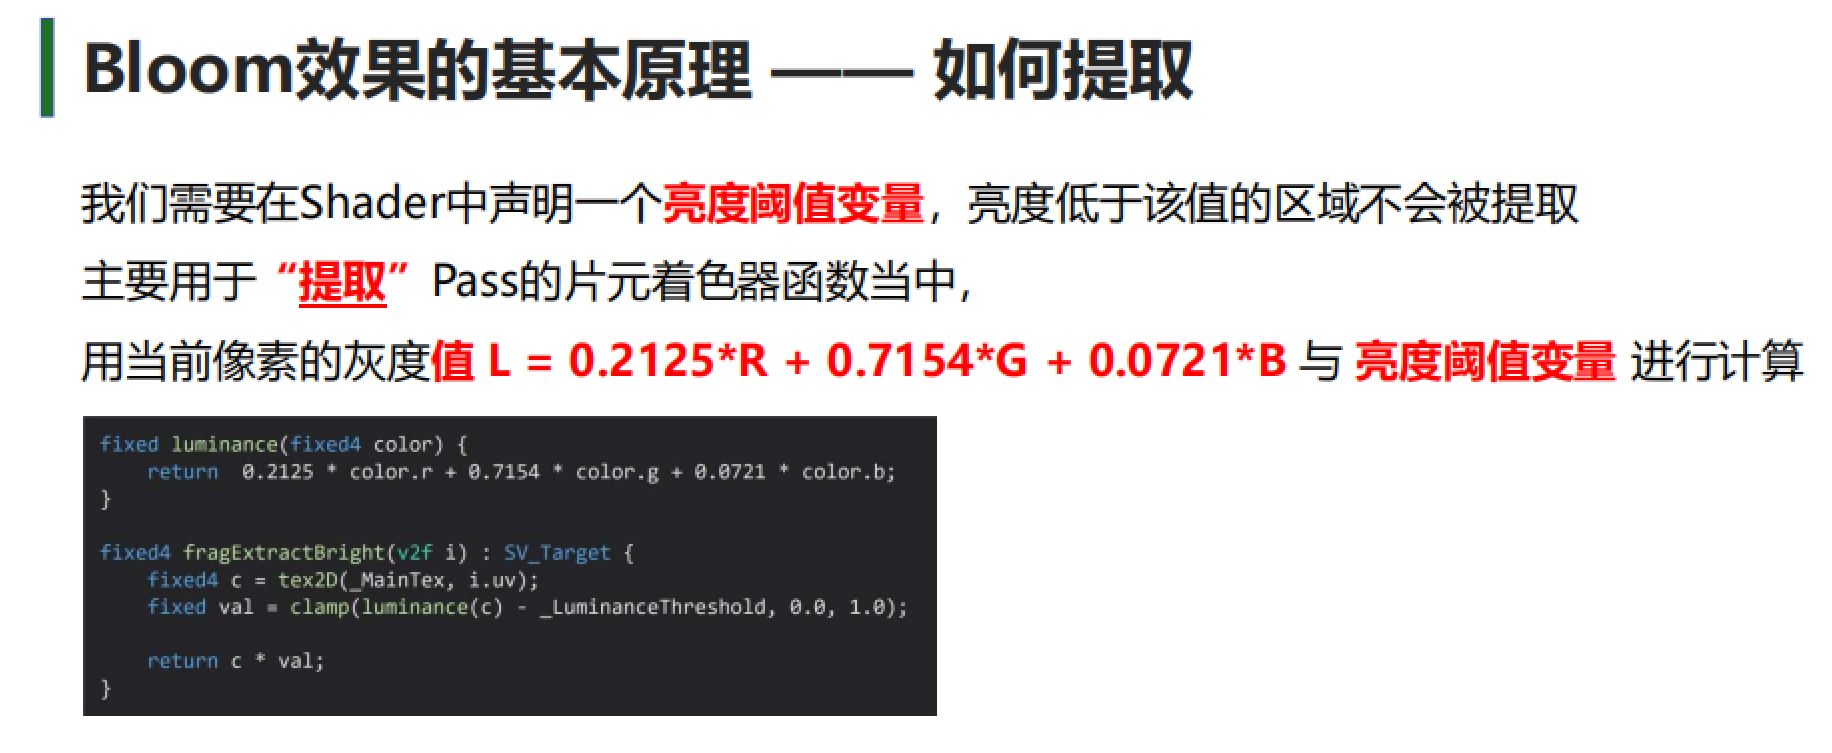 Bloom效果的基本原理 —— 如何提取
我们需要在Shader中声明一个亮度阈值变量，亮度低于该值的区域不会被提取
主要用于“提取”Pass的片元着色器函数当中，
用当前像素的灰度值 L = 0.2125*R + 0.7154*G + 0.0721*B 与 亮度阈值变量 进行计算
fixed luminance(fixed4 color) {
    return  0.2125 * color.r + 0.7154 * color.g + 0.0721 * color.b;
}
fixed4 fragExtractBright(v2f i) : SV_Target {
    fixed4 c = tex2D(_MainTex, i.uv);
    fixed val = clamp(luminance(c) - _LuminanceThreshold, 0.0, 1.0);
    return c * val;
}